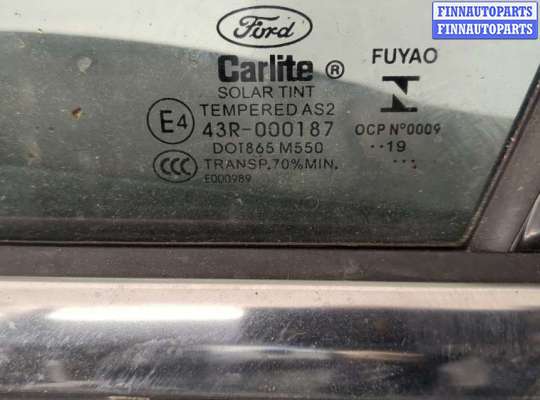 FINNAUTOPARTS
FINNAUTOPARTS
Ford
Carlite ®
SOLAR TINT
TEMPERED AS2
E4
43R-000187
DOT865 M550
CCC
TRANSP.70%MIN.
E000989
FUYAO
OCP Nº0009
··19
...